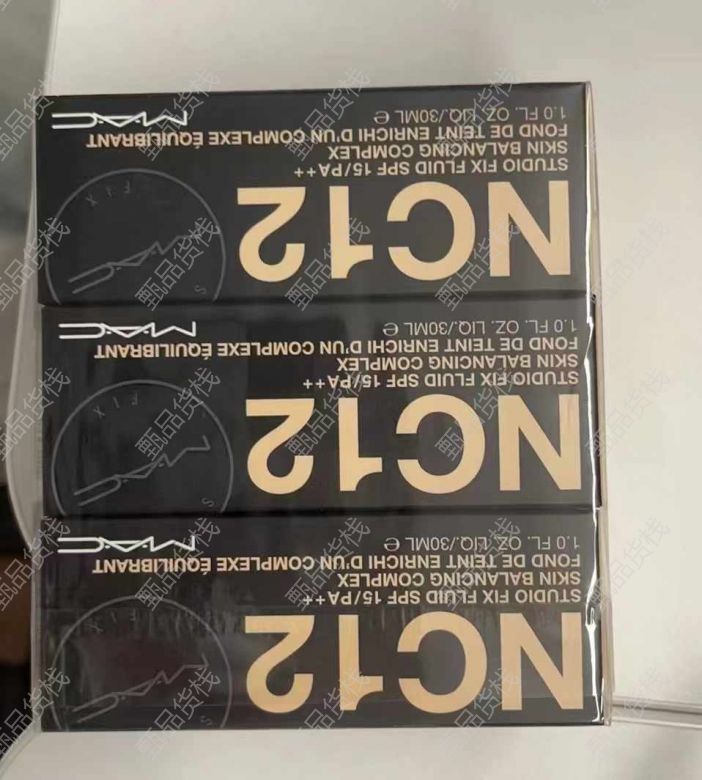 NC12
STUDIO FIX FLUID SPF 15/PA++
SKIN BALANCING COMPLEX
FOND DE TEINT ENRICHI D'UN COMPLEXE ÉQUILIBRANT
1.0 FL. OZ. LIQ./30ML e
MAC
NC12
STUDIO FIX FLUID SPF 15/PA++
SKIN BALANCING COMPLEX
FOND DE TEINT ENRICHI D'UN COMPLEXE ÉQUILIBRANT
1.0 FL. OZ. LIQ./30ML e
MAC
NC12
STUDIO FIX FLUID SPF 15/PA++
SKIN BALANCING COMPLEX
FOND DE TEINT ENRICHI D'UN COMPLEXE ÉQUILIBRANT
1.0 FL. OZ. LIQ./30ML e
MAC
甄品货栈